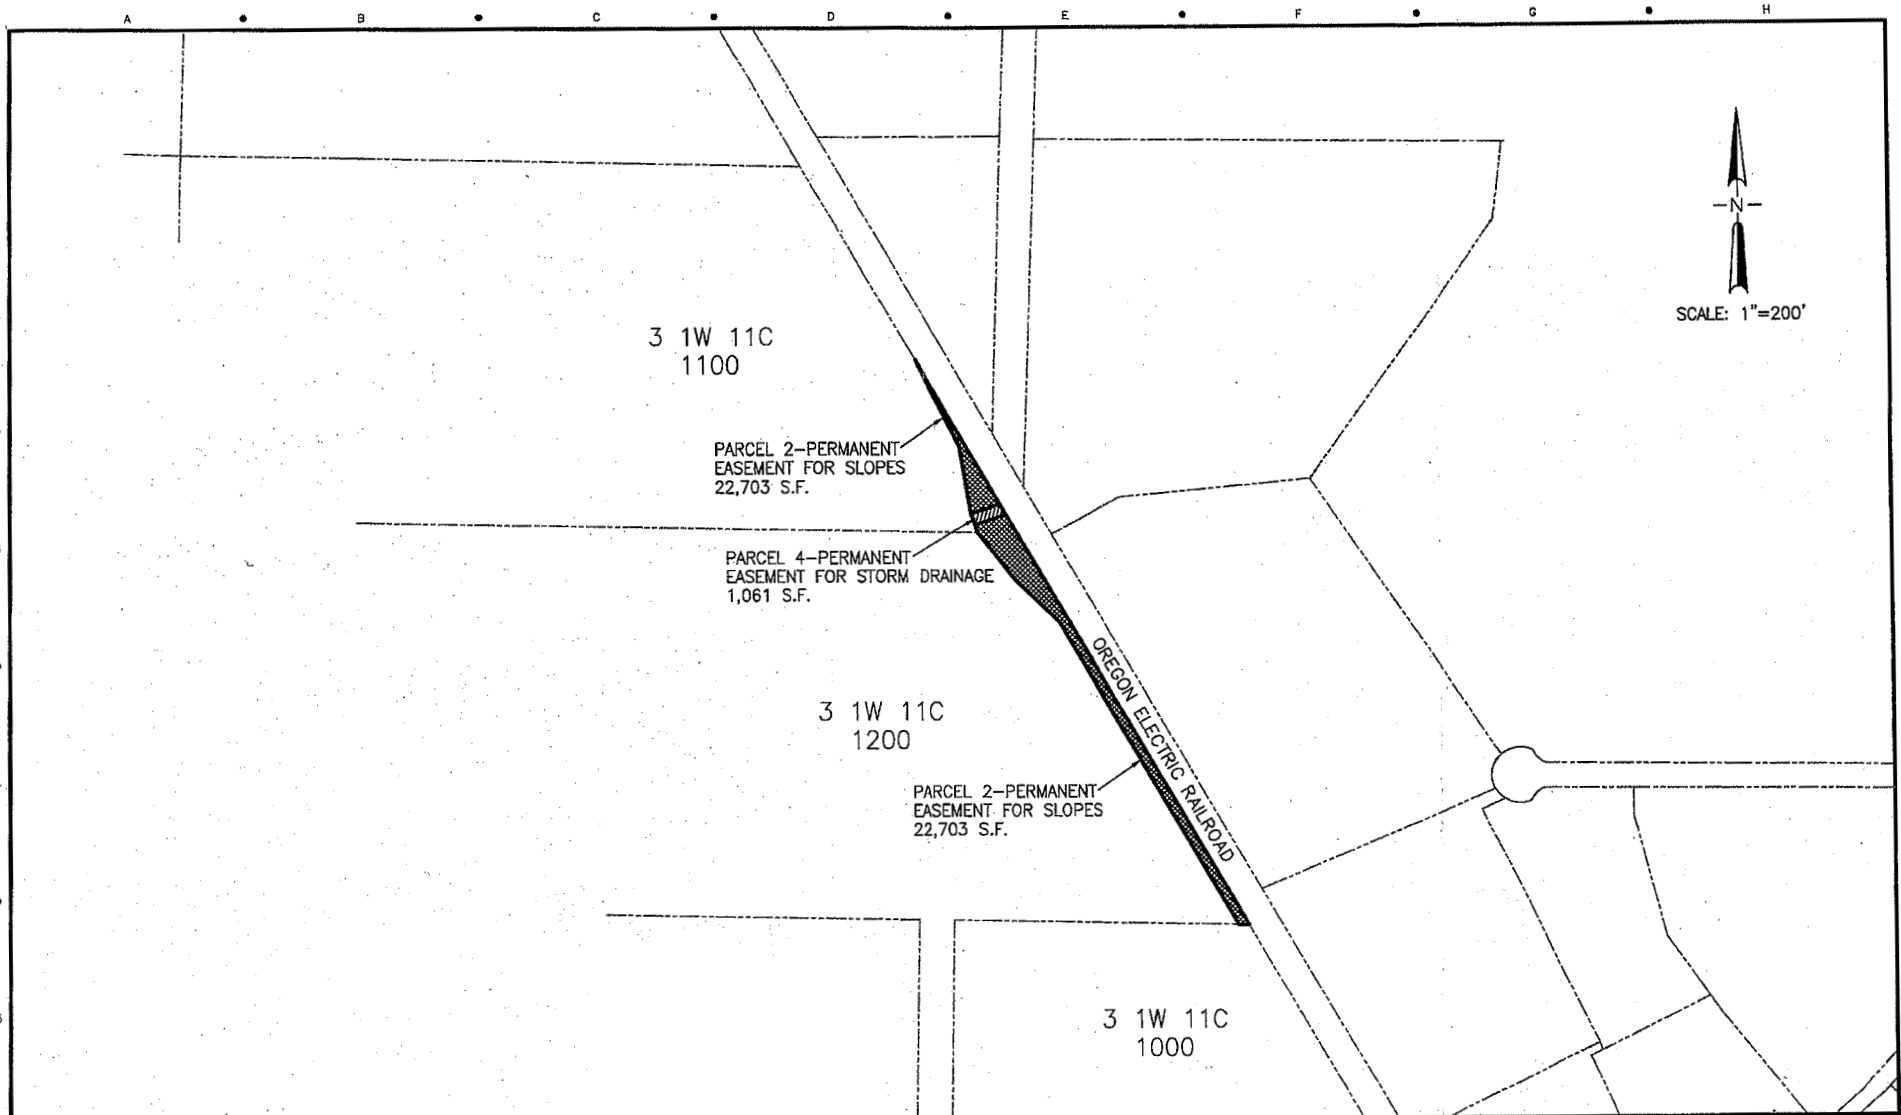 A B C D E F G H
N
SCALE: 1"=200'
3 1W 11C
1100
PARCEL 2-PERMANENT
EASEMENT FOR SLOPES
22,703 S.F.
PARCEL 4-PERMANENT
EASEMENT FOR STORM DRAINAGE
1,061 S.F.
OREGON ELECTRIC RAILROAD
3 1W 11C
1200
PARCEL 2-PERMANENT
EASEMENT FOR SLOPES
22,703 S.F.
3 1W 11C
1000